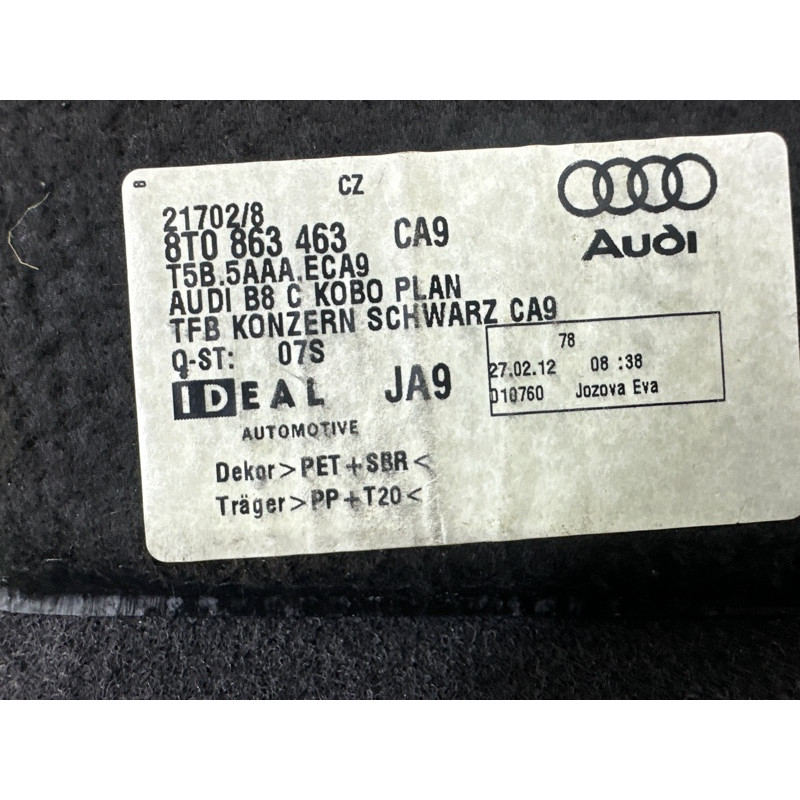 CZ
Audi
21702/8
8T0 863 463 CA9
T5B.5AAA.ECA9
AUDI B8 C KOBO PLAN
TFB KONZERN SCHWARZ CA9
Q-ST: 07S
78
27.02.12 08:38
010760 Jozova Eva
IDEAL JA9
AUTOMOTIVE
Dekor>PET+SBR<
Träger>PP+T20<